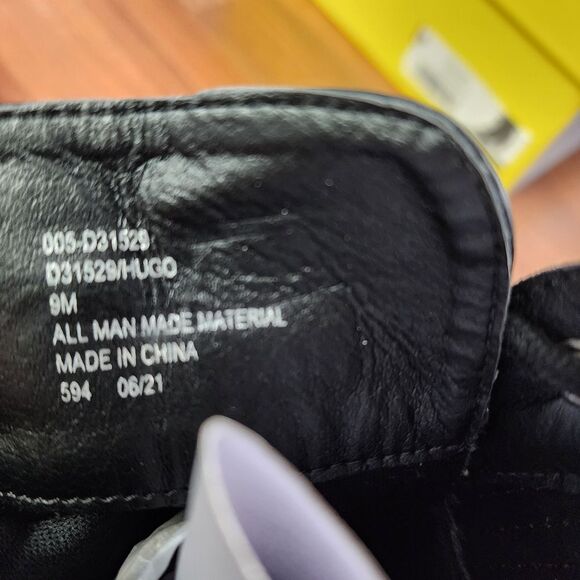 005-D31529
D31529/HUGO
9M
ALL MAN MADE MATERIAL
MADE IN CHINA
594 06/21